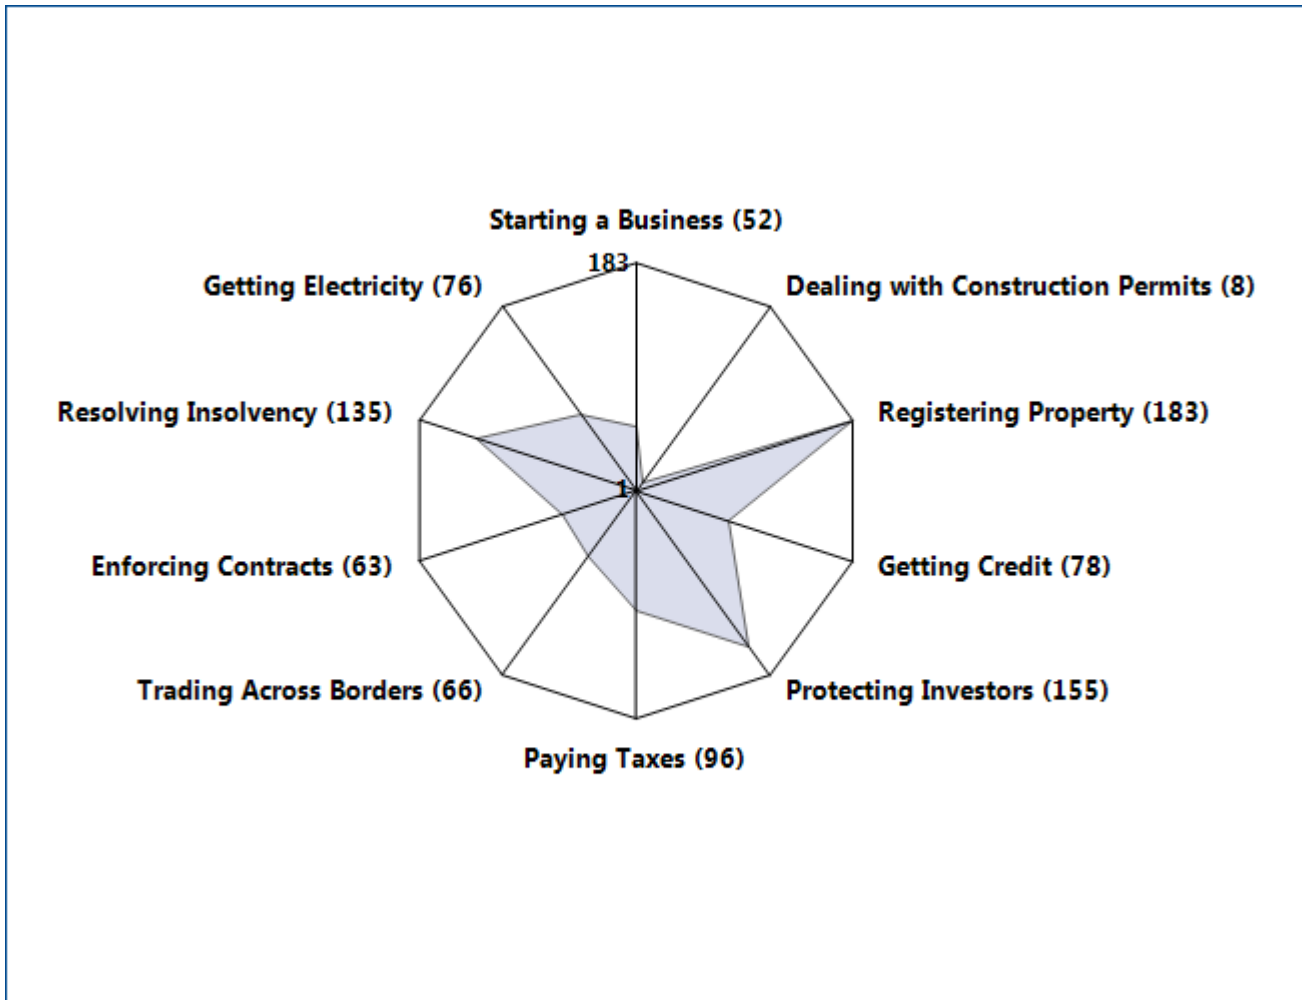 Starting a Business (52)
183
Getting Electricity (76)
Dealing with Construction Permits (8)
Resolving Insolvency (135)
Registering Property (183)
1
Enforcing Contracts (63)
Getting Credit (78)
Trading Across Borders (66)
Protecting Investors (155)
Paying Taxes (96)